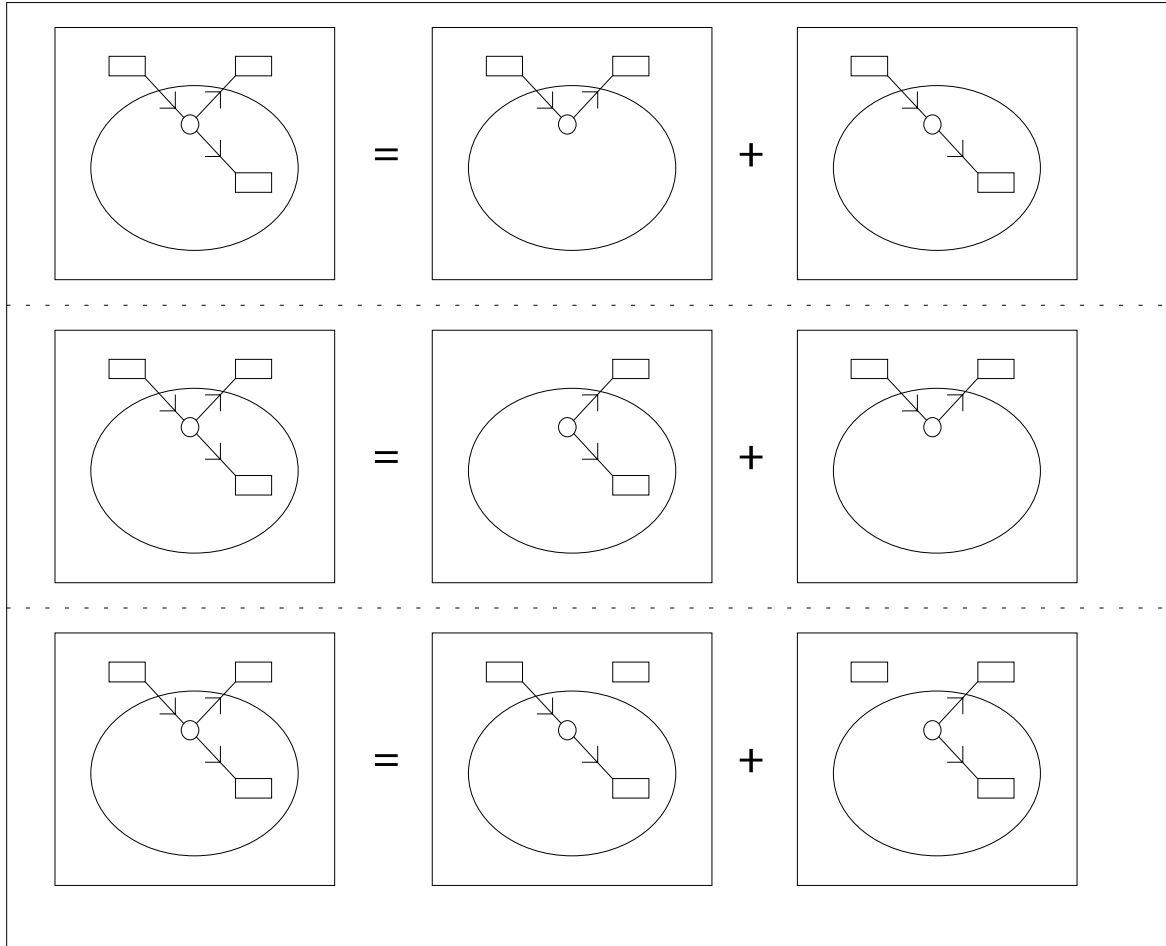 = +
= +
= +